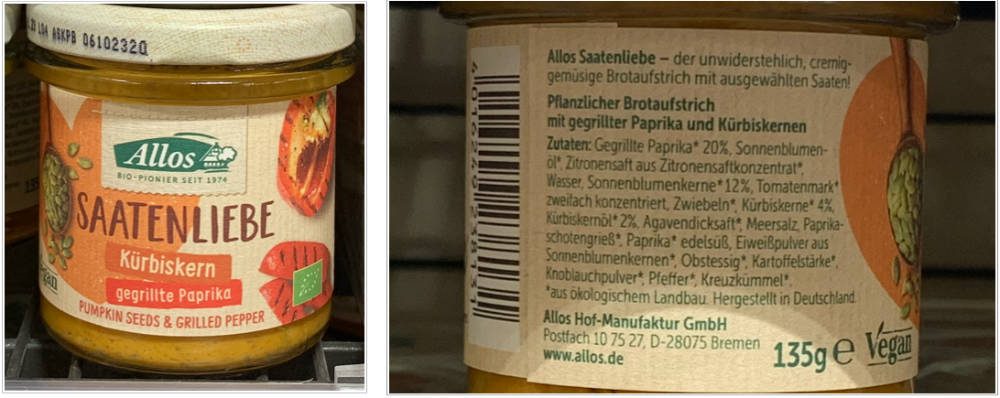 L04 ABKPB 06102320
Allos
BIO-PIONIER SEIT 1974
SAATENLIEBE
Kürbiskern
gegrillte Paprika
PUMPKIN SEEDS & GRILLED PEPPER
Allos Saatenliebe – der unwiderstehlich, cremig-
gemüsige Brotaufstrich mit ausgewählten Saaten!
Pflanzlicher Brotaufstrich
mit gegrillter Paprika und Kürbiskernen
Zutaten: Gegrillte Paprika* 20%, Sonnenblumen-
öl*, Zitronensaft aus Zitronensaftkonzentrat*,
Wasser, Sonnenblumenkerne* 12%, Tomatenmark*
zweifach konzentriert, Zwiebeln*, Kürbiskerne* 4%,
Kürbiskernöl* 2%, Agavendicksaft*, Meersalz, Paprika-
schotengrieß*, Paprika* edelsüß, Eiweißpulver aus
Sonnenblumenkernen*, Obstessig*, Kartoffelstärke*,
Knoblauchpulver*, Pfeffer*, Kreuzkümmel*.
*aus ökologischem Landbau. Hergestellt in Deutschland.
Allos Hof-Manufaktur GmbH
Postfach 10 75 27, D-28075 Bremen
www.allos.de
135g e
Vegan